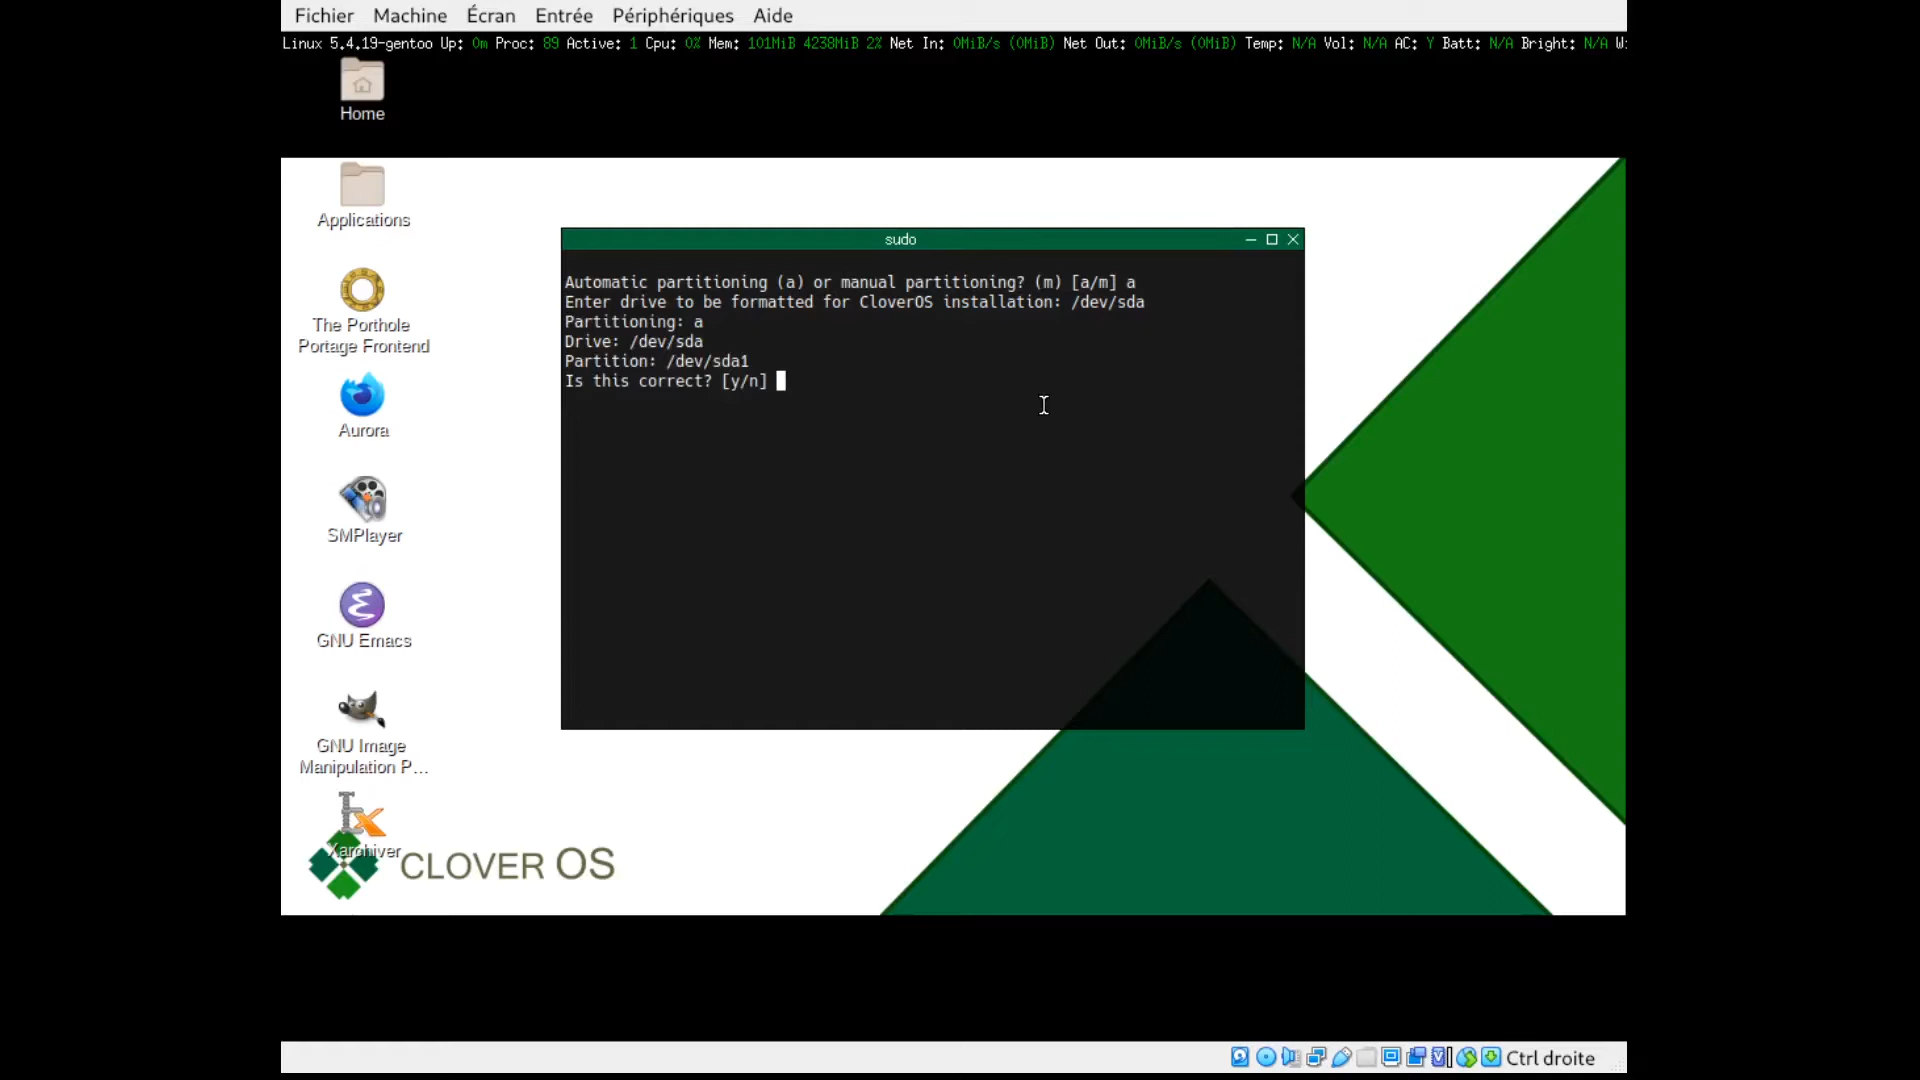 Fichier Machine Écran Entrée Périphériques Aide
Linux 5.4.19-gentoo Up: 0m Proc: 89 Active: 1 Cpu: 0% Mem: 101MiB 4238MiB 2% Net In: 0MiB/s (0MiB) Net Out: 0MiB/s (0MiB) Temp: N/A Vol: N/A AC: Y Batt: N/A Bright: N/A W:
Home
Applications
The Porthole
Portage Frontend
Aurora
SMPlayer
GNU Emacs
GNU Image
Manipulation P...
Xarchiver
CLOVER OS
sudo
Automatic partitioning (a) or manual partitioning? (m) [a/m] a
Enter drive to be formatted for CloverOS installation: /dev/sda
Partitioning: a
Drive: /dev/sda
Partition: /dev/sda1
Is this correct? [y/n]
Ctrl droite